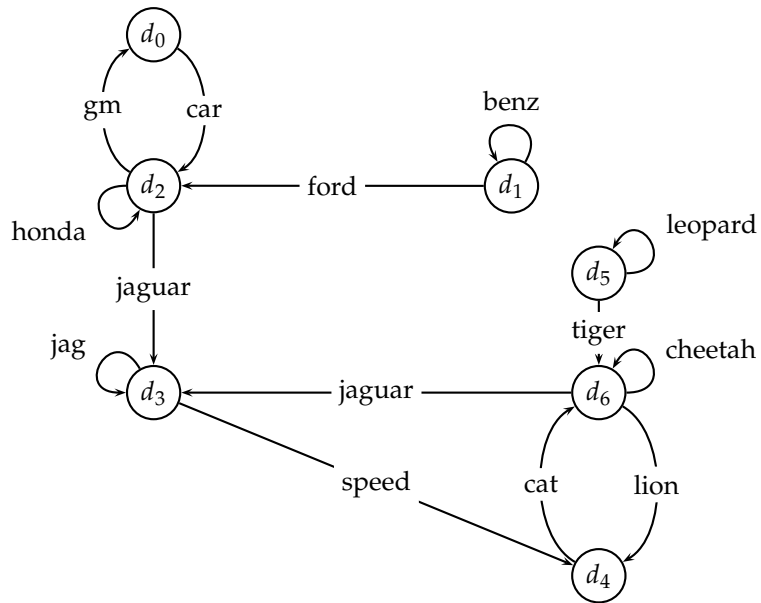 d0
gm
car
benz
d2
ford
d1
honda
leopard
d5
jaguar
tiger
jag
cheetah
d3
jaguar
d6
speed
cat
lion
d4